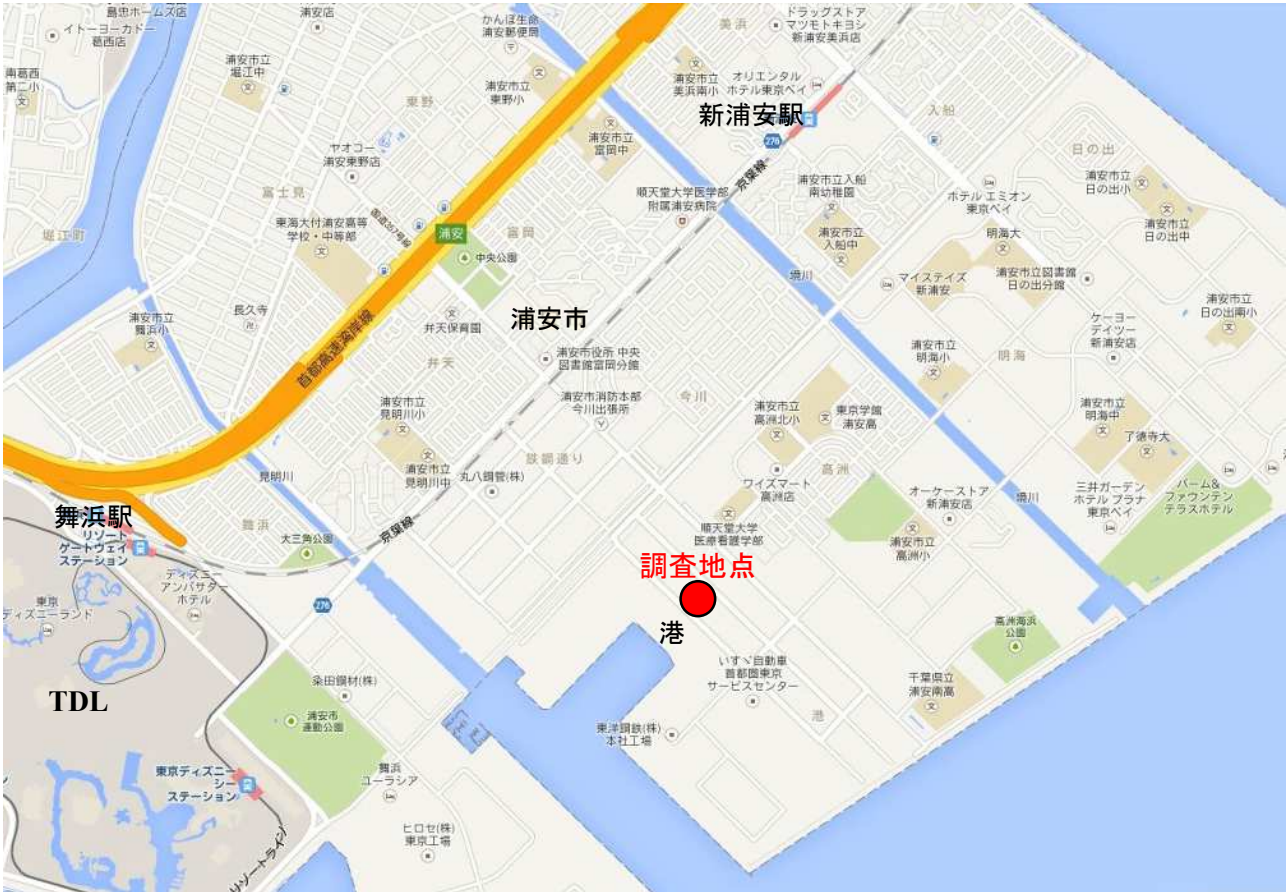 島忠ホームズ店
イトーヨーカドー
葛西店
南葛西
第二小
浦安店
浦安市立
堀江中
かんぽ生命
浦安郵便局
浦安市立
東野小
東野
ヤオコー
浦安東野店
富士見
東海大付浦安高等
学校・中等部
国道357号線
浦安
富岡
中央公園
堀江町
長久寺
浦安市立
舞浜小
弁天保育園
弁天
首都高速湾岸線
浦安市
浦安市役所 中央
図書館富岡分館
浦安市消防本部
今川出張所
今川
浦安市立
見明川小
浦安市立
見明川中
鉄鋼通り
丸八鋼管(株)
見明川
舞浜
大三角公園
京葉線
舞浜駅
リゾート
ゲートウェイ
ステーション
ディズニー
アンバサダー
ホテル
東京
ディズニーランド
276
TDL
東京ディズニー
シー
ステーション
リゾートライン
染田鋼材(株)
浦安市
運動公園
舞浜
ユーラシア
ヒロセ(株)
東京工場
美浜
ドラッグストア
マツモトキヨシ
新浦安美浜店
浦安市立
美浜南小
オリエンタル
ホテル東京ベイ
新浦安駅
276
京葉線
浦安市立
富岡中
順天堂大学医学部
附属浦安病院
浦安市立入船
南幼稚園
浦安市立
入船中
入船
ホテル エミオン
東京ベイ
日の出
浦安市立
日の出小
浦安市立
日の出中
明海大
マイステイズ
新浦安
浦安市立図書館
日の出分館
境川
浦安市立
日の出南小
ケーヨー
デイツー
新浦安店
浦安市立
明海小
明海
浦安市立
明海中
了徳寺大
三井ガーデン
ホテル プラナ
東京ベイ
パーム&
ファウンテン
テラスホテル
浦安市立
高洲北小
東京学館
浦安高
高洲
ワイズマート
高洲店
オーケーストア
新浦安店
境川
浦安市立
高洲小
順天堂大学
医療看護学部
調査地点
港
いすゞ自動車
首都圏東京
サービスセンター
東洋鋼鈑(株)
本社工場
港
千葉県立
浦安南高
高洲海浜
公園